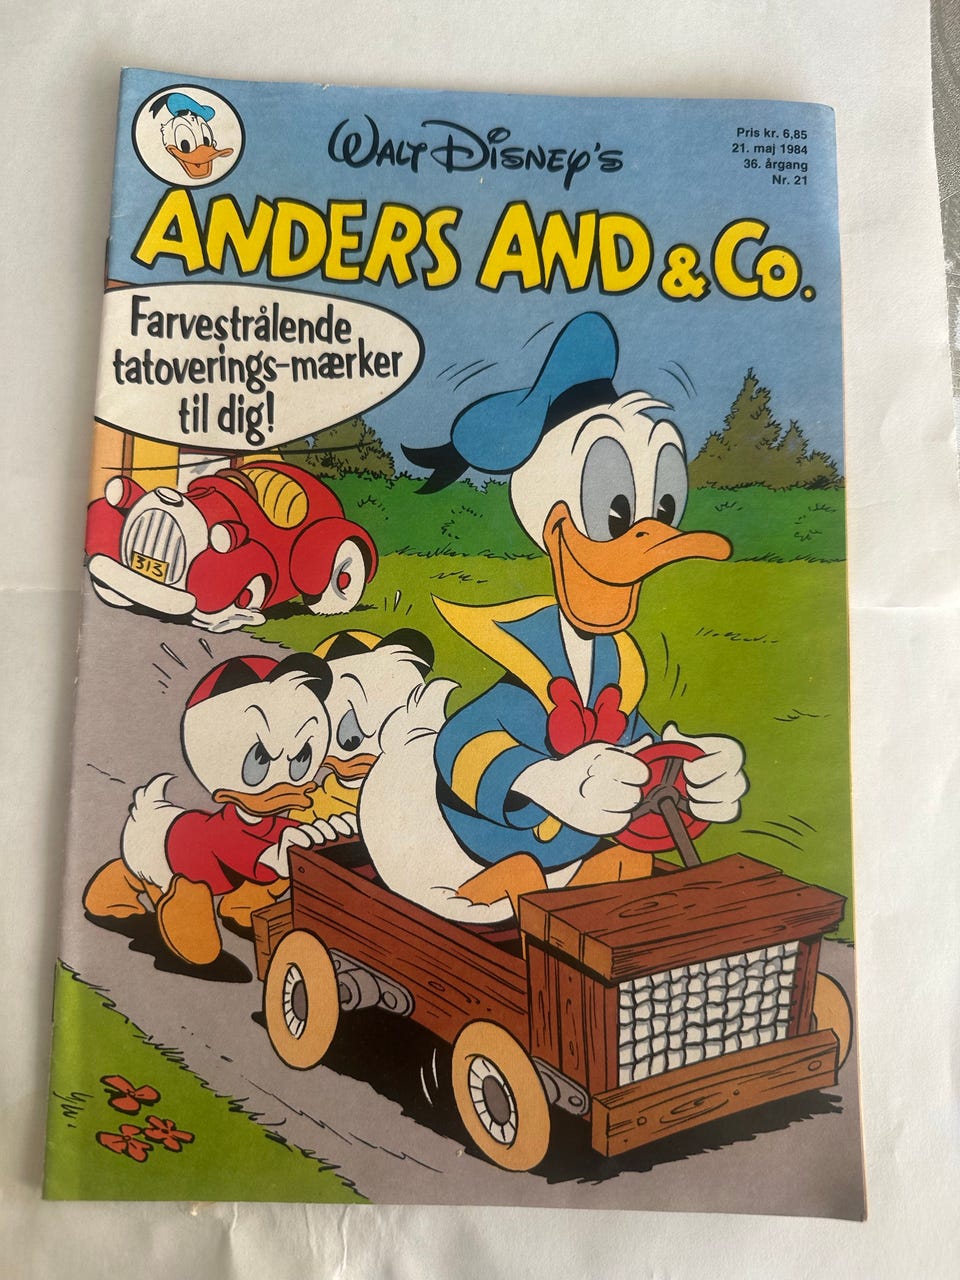 WALT DISNEY'S
Pris kr. 6,85
21. maj 1984
36. årgang
Nr. 21
ANDERS AND & Co.
Farvestrålende
tatoverings-mærker
til dig!
313